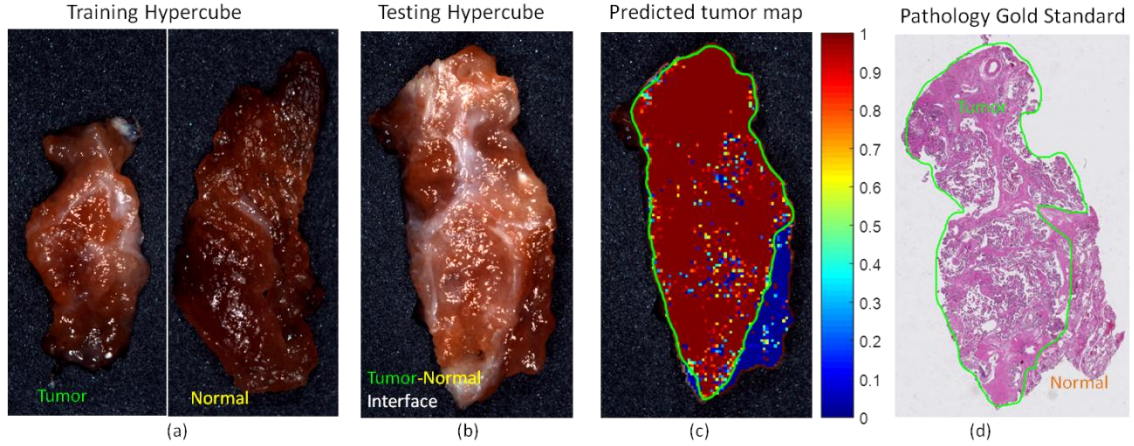 Training Hypercube
Testing Hypercube
Predicted tumor map
Pathology Gold Standard
Tumor
Normal
Tumor-Normal
Interface
1
0.9
0.8
0.7
0.6
0.5
0.4
0.3
0.2
0.1
0
Tumor
Normal
(a)
(b)
(c)
(d)